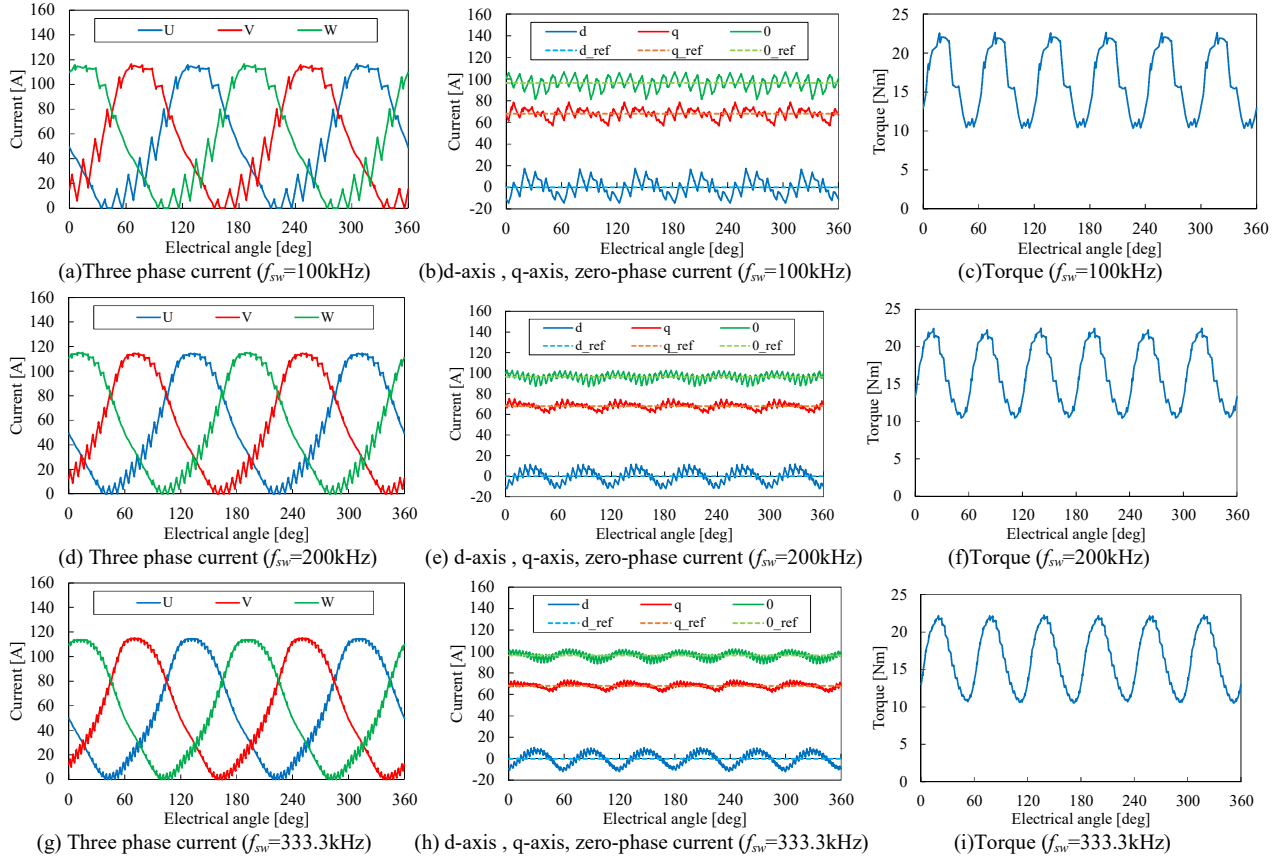 160
140
120
100
80
60
40
20
0
Current [A]
U V W
0 60 120 180 240 300 360
Electrical angle [deg]
(a)Three phase current (fsw=100kHz)
160
140
120
100
80
60
40
20
0
-20
Current [A]
d q 0
d_ref q_ref 0_ref
0 60 120 180 240 300 360
Electrical angle [deg]
(b)d-axis , q-axis, zero-phase current (fsw=100kHz)
25
20
15
10
5
0
Torque [Nm]
0 60 120 180 240 300 360
Electrical angle [deg]
(c)Torque (fsw=100kHz)
160
140
120
100
80
60
40
20
0
Current [A]
U V W
0 60 120 180 240 300 360
Electrical angle [deg]
(d) Three phase current (fsw=200kHz)
160
140
120
100
80
60
40
20
0
-20
Current [A]
d q 0
d_ref q_ref 0_ref
0 60 120 180 240 300 360
Electrical angle [deg]
(e) d-axis , q-axis, zero-phase current (fsw=200kHz)
25
20
15
10
5
0
Torque [Nm]
0 60 120 180 240 300 360
Electrical angle [deg]
(f)Torque (fsw=200kHz)
160
140
120
100
80
60
40
20
0
Current [A]
U V W
0 60 120 180 240 300 360
Electrical angle [deg]
(g) Three phase current (fsw=333.3kHz)
160
140
120
100
80
60
40
20
0
-20
Current [A]
d q 0
d_ref q_ref 0_ref
0 60 120 180 240 300 360
Electrical angle [deg]
(h) d-axis , q-axis, zero-phase current (fsw=333.3kHz)
25
20
15
10
5
0
Torque [Nm]
0 60 120 180 240 300 360
Electrical angle [deg]
(i)Torque (fsw=333.3kHz)